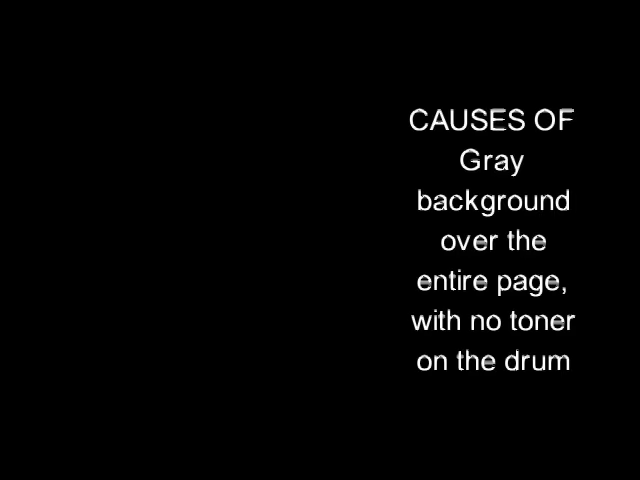 CAUSES OF
Gray
background
over the
entire page,
with no toner
on the drum